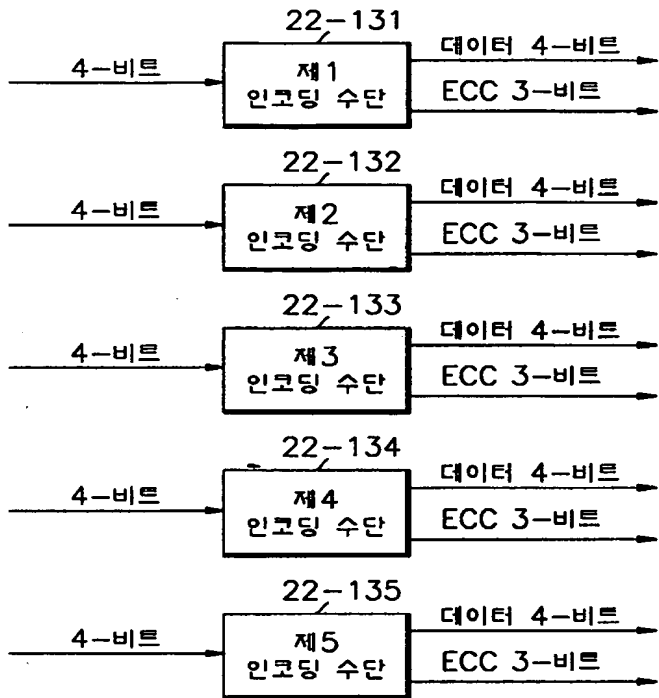 22-131
4-비트
제1
인코딩 수단
데이터 4-비트
ECC 3-비트
22-132
4-비트
제2
인코딩 수단
데이터 4-비트
ECC 3-비트
22-133
4-비트
제3
인코딩 수단
데이터 4-비트
ECC 3-비트
22-134
4-비트
제4
인코딩 수단
데이터 4-비트
ECC 3-비트
22-135
4-비트
제5
인코딩 수단
데이터 4-비트
ECC 3-비트